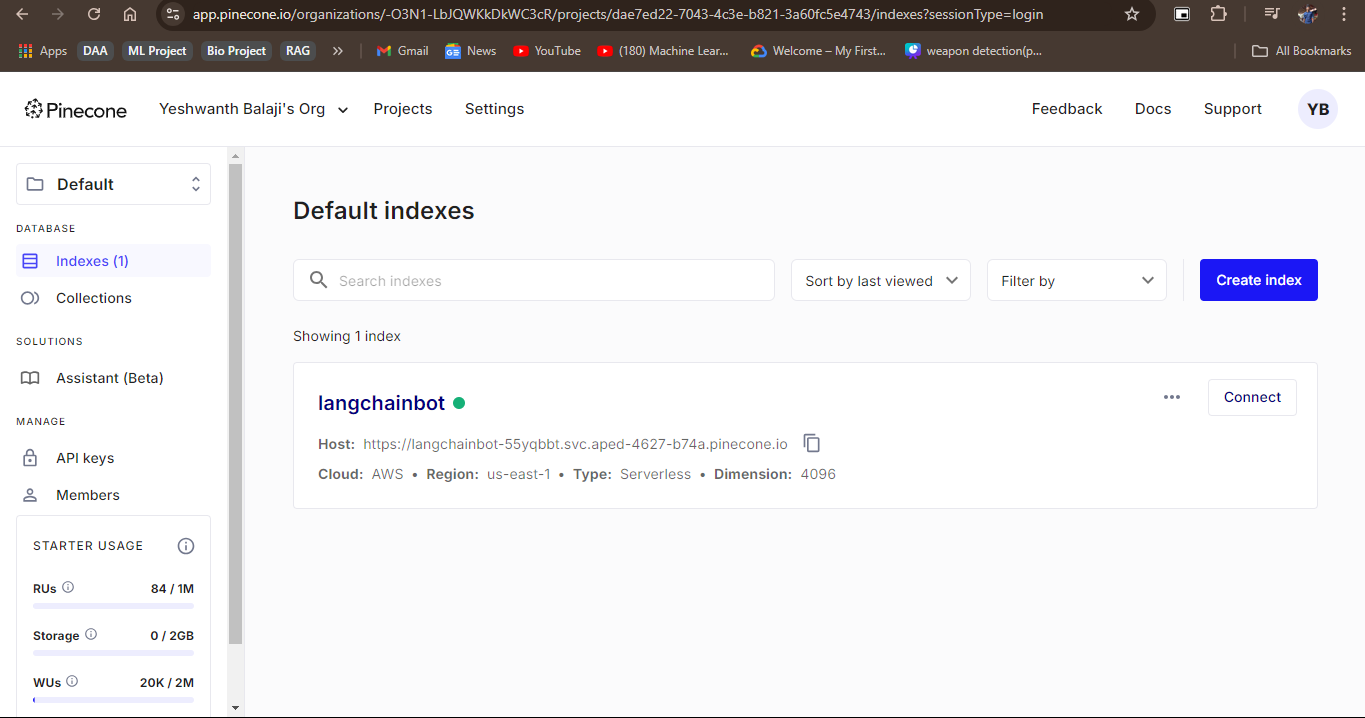 app.pinecone.io/organizations/-O3N1-LbJQWKkDkWC3cR/projects/dae7ed22-7043-4c3e-b821-3a60fc5e4743/indexes?sessionType=login
Apps DAA ML Project Bio Project RAG » Gmail News YouTube (180) Machine Lear... Welcome – My First... weapon detection(p... All Bookmarks
Pinecone Yeshwanth Balaji's Org Projects Settings Feedback Docs Support YB
Default
DATABASE
Indexes (1)
Collections
SOLUTIONS
Assistant (Beta)
MANAGE
API keys
Members
STARTER USAGE
RUs 84 / 1M
Storage 0 / 2GB
WUs 20K / 2M
Default indexes
Search indexes Sort by last viewed Filter by Create index
Showing 1 index
langchainbot Connect
Host: https://langchainbot-55yqbbt.svc.aped-4627-b74a.pinecone.io
Cloud: AWS • Region: us-east-1 • Type: Serverless • Dimension: 4096